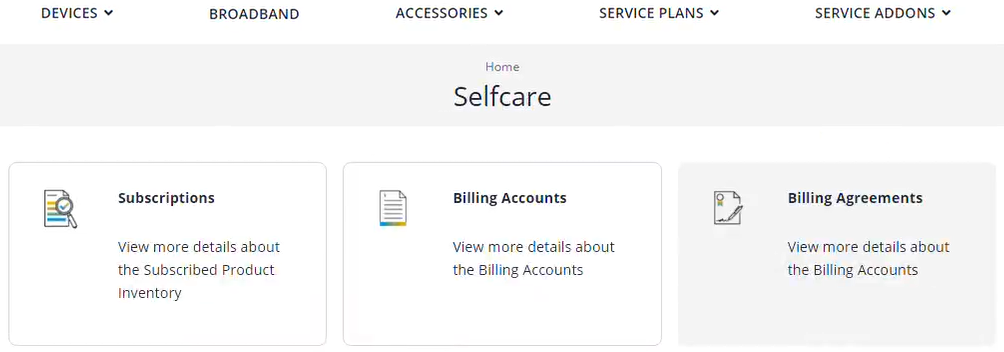 DEVICES
BROADBAND
ACCESSORIES
SERVICE PLANS
SERVICE ADDONS
Home
Selfcare
Subscriptions
View more details about
the Subscribed Product
Inventory
Billing Accounts
View more details about
the Billing Accounts
Billing Agreements
View more details about
the Billing Accounts